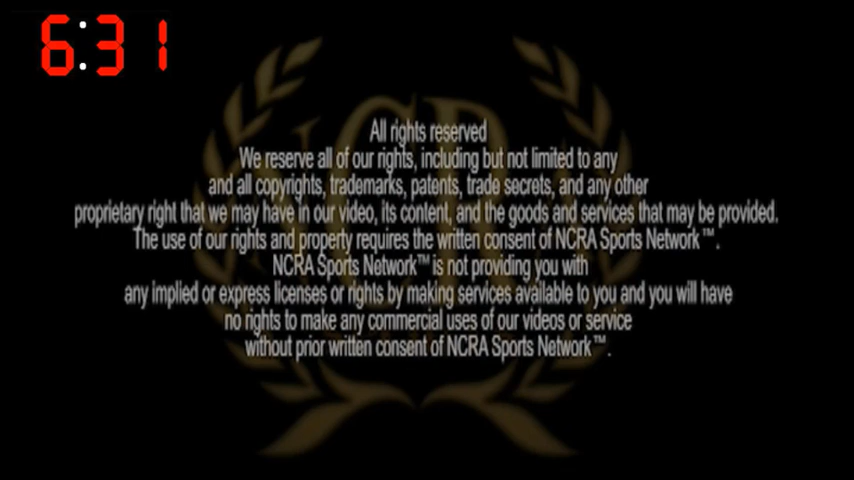 6:31
All rights reserved
We reserve all of our rights, including but not limited to any
and all copyrights, trademarks, patents, trade secrets, and any other
proprietary right that we may have in our video, its content, and the goods and services that may be provided.
The use of our rights and property requires the written consent of NCRA Sports Network™.
NCRA Sports Network™ is not providing you with
any implied or express licenses or rights by making services available to you and you will have
no rights to make any commercial uses of our videos or service
without prior written consent of NCRA Sports Network™.
NCRA